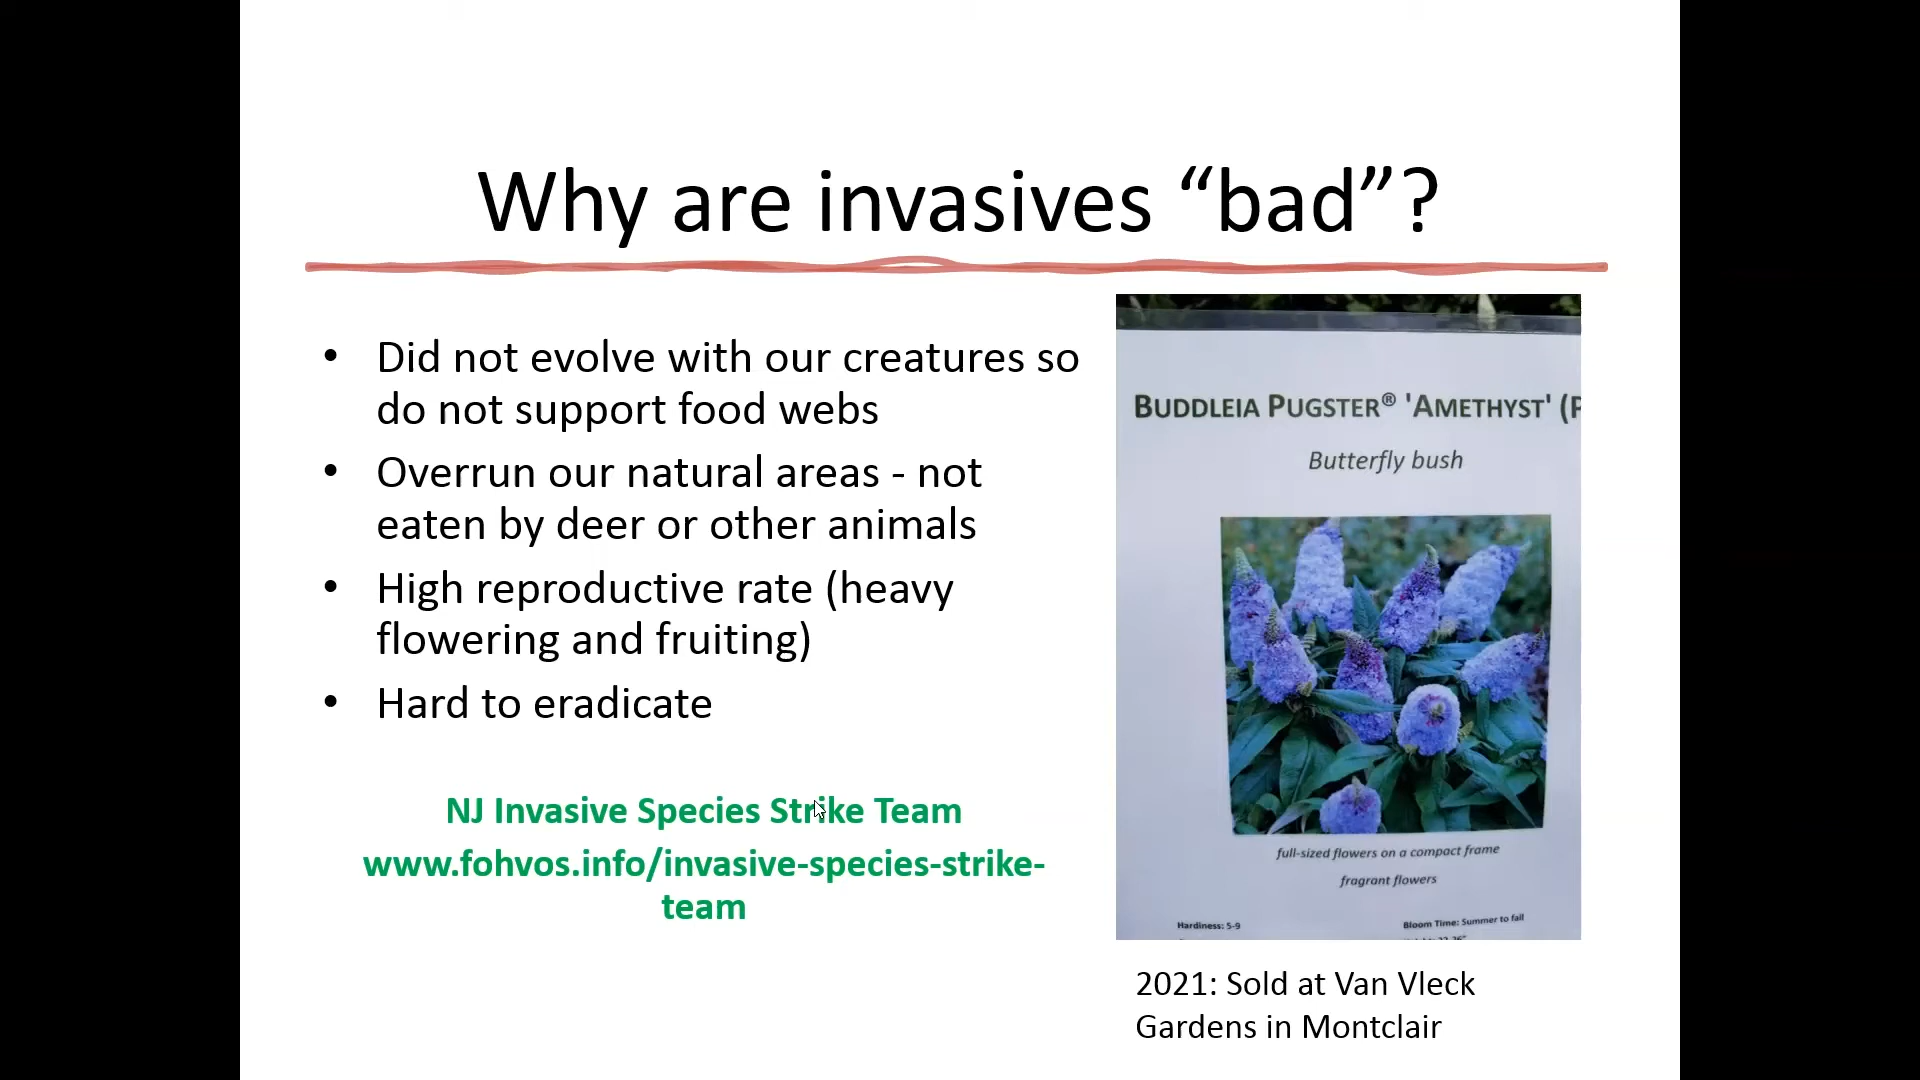 Why are invasives “bad”?
• Did not evolve with our creatures so
do not support food webs
• Overrun our natural areas - not
eaten by deer or other animals
• High reproductive rate (heavy
flowering and fruiting)
• Hard to eradicate
NJ Invasive Species Strike Team
www.fohvos.info/invasive-species-strike-
team
BUDDLEIA PUGSTER® 'AMETHYST' (P
Butterfly bush
full-sized flowers on a compact frame
fragrant flowers
Hardiness: 5-9
Bloom Time: Summer to fall
2021: Sold at Van Vleck
Gardens in Montclair